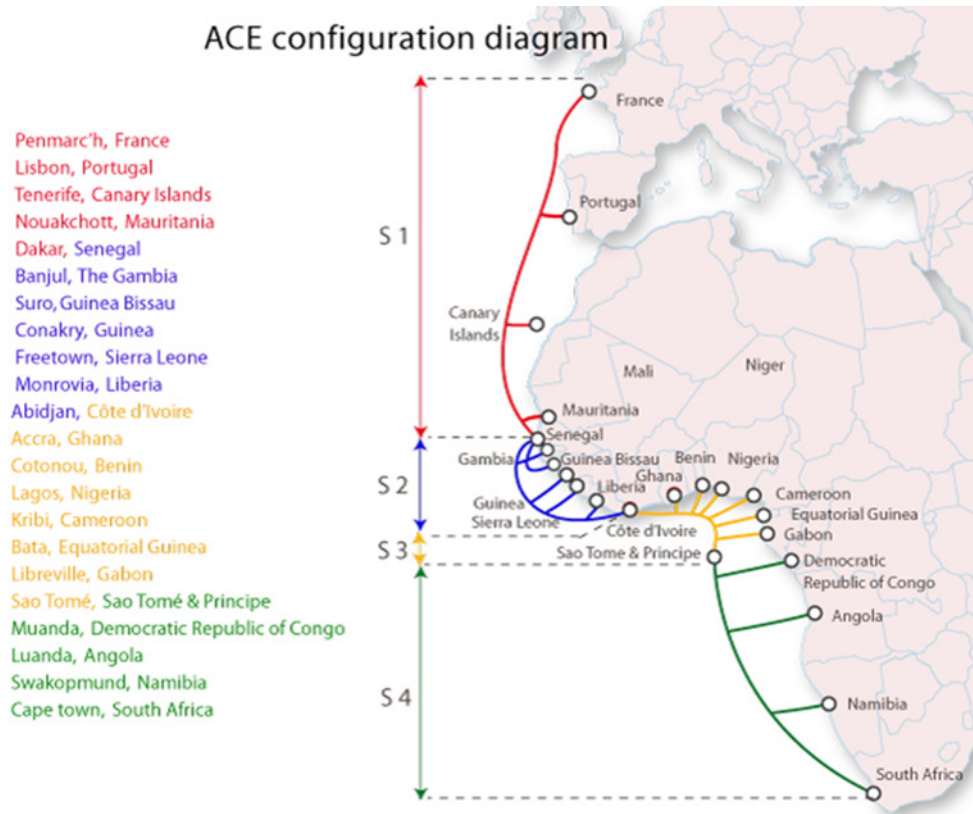 ACE configuration diagram
Penmarc'h, France
Lisbon, Portugal
Tenerife, Canary Islands
Nouakchott, Mauritania
Dakar, Senegal
Banjul, The Gambia
Suro, Guinea Bissau
Conakry, Guinea
Freetown, Sierra Leone
Monrovia, Liberia
Abidjan, Côte d'Ivoire
Accra, Ghana
Cotonou, Benin
Lagos, Nigeria
Kribi, Cameroon
Bata, Equatorial Guinea
Libreville, Gabon
Sao Tomé, Sao Tomé & Principe
Muanda, Democratic Republic of Congo
Luanda, Angola
Swakopmund, Namibia
Cape town, South Africa
S 1
S 2
S 3
S 4
France
Portugal
Canary
Islands
Mali
Niger
Mauritania
Senegal
Gambia
Guinea Bissau
Benin
Nigeria
Ghana
Liberia
Cameroon
Guinea
Sierra Leone
Equatorial Guinea
Côte d'Ivoire
Gabon
Sao Tome & Principe
Democratic
Republic of Congo
Angola
Namibia
South Africa